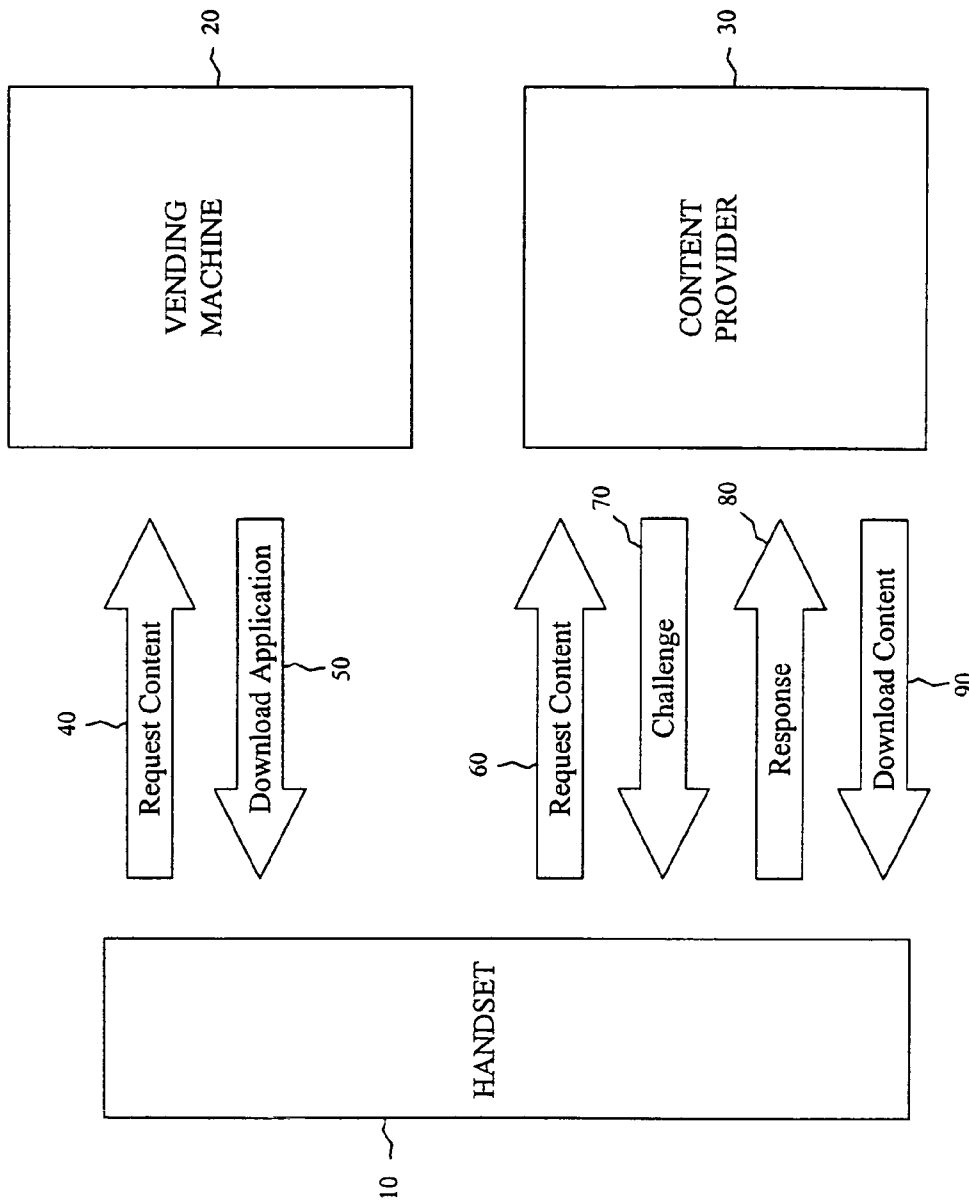 20
VENDING
MACHINE
30
CONTENT
PROVIDER
40
Request Content
Download Application
50
60
Request Content
70
Challenge
80
Response
Download Content
90
HANDSET
10